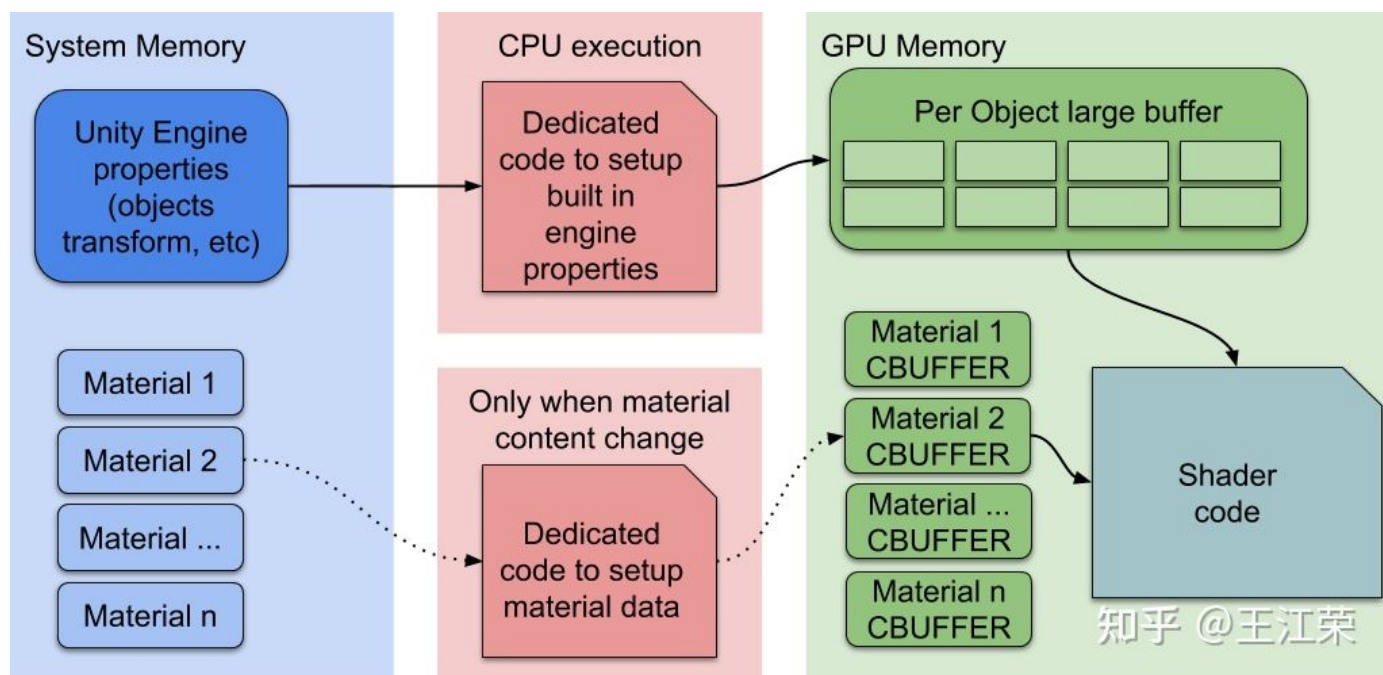 System Memory
Unity Engine
properties
(objects
transform, etc)
Material 1
Material 2
Material ...
Material n
CPU execution
Dedicated
code to setup
built in
engine
properties
Only when material
content change
Dedicated
code to setup
material data
GPU Memory
Per Object large buffer
Material 1
CBUFFER
Material 2
CBUFFER
Material ...
CBUFFER
Material n
CBUFFER
Shader
code
知乎 @王江荣